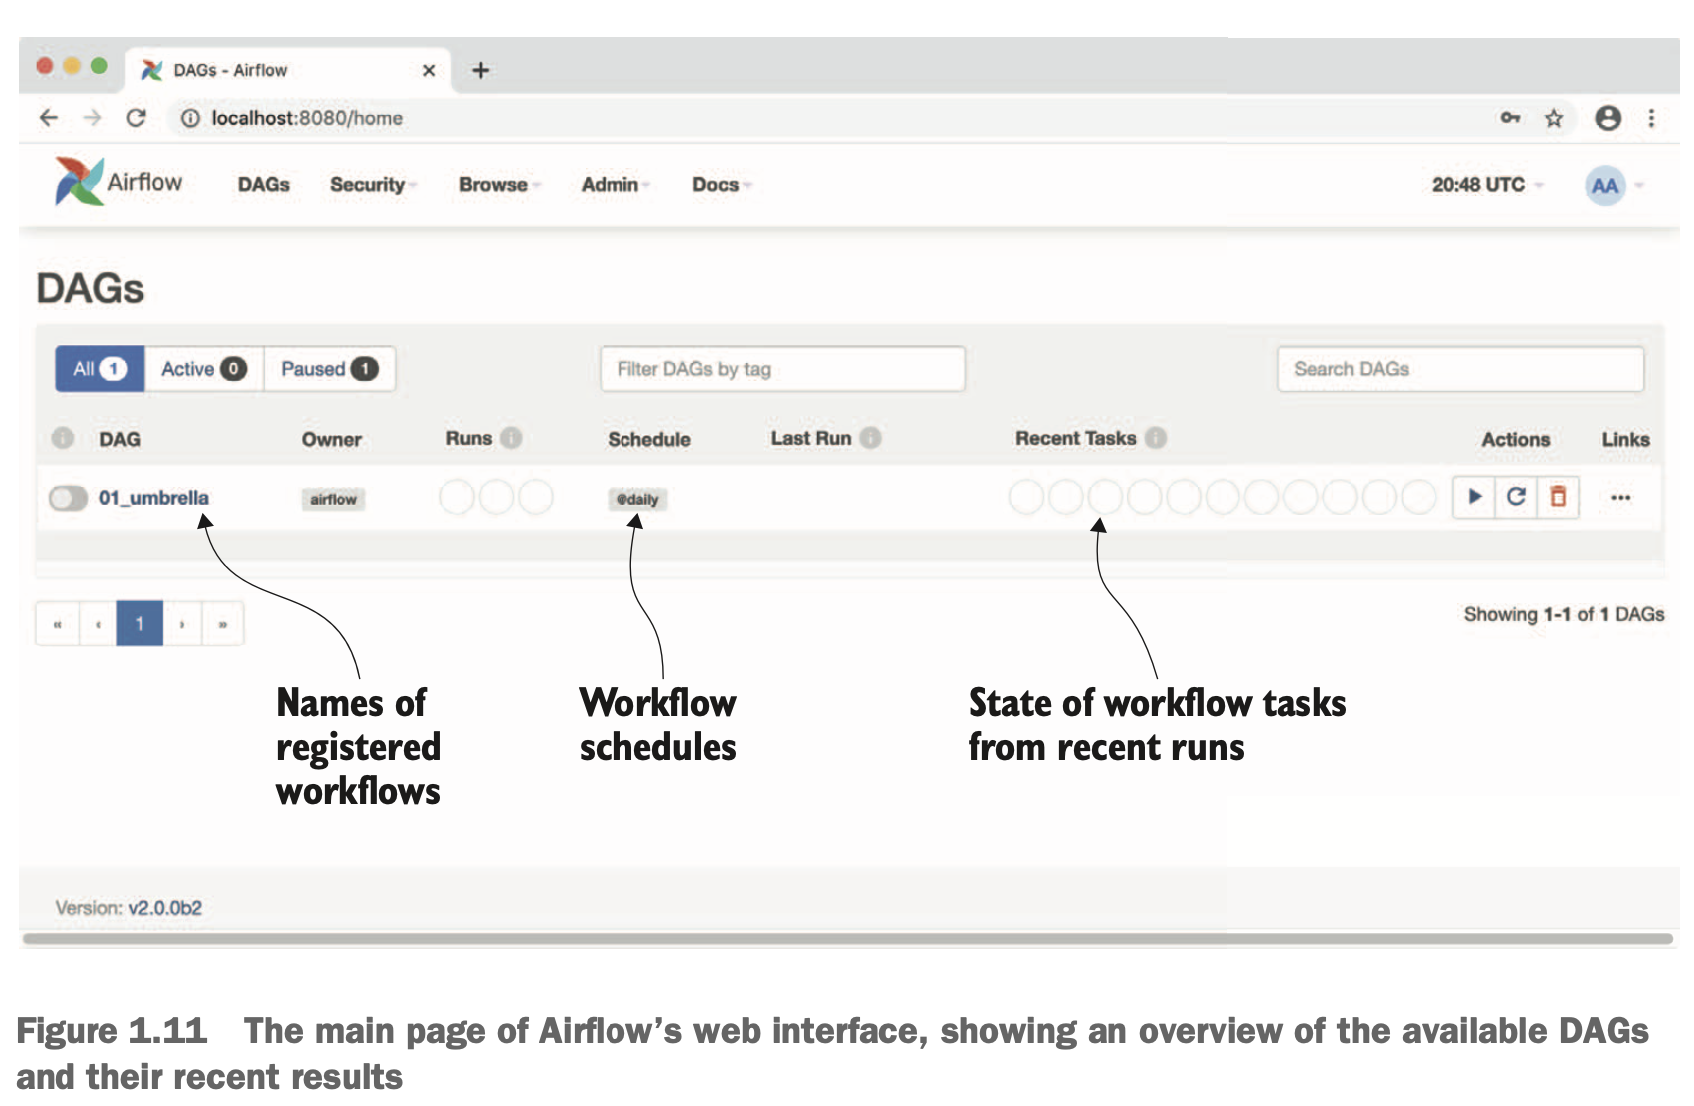 DAGs - Airflow
localhost:8080/home
Airflow DAGs Security Browse Admin Docs 20:48 UTC AA
DAGs
All 1 Active 0 Paused 1 Filter DAGs by tag Search DAGs
i DAG Owner Runs i Schedule Last Run i Recent Tasks i Actions Links
01_umbrella airflow @daily
« ‹ 1 › »
Showing 1-1 of 1 DAGs
Names of
registered
workflows
Workflow
schedules
State of workflow tasks
from recent runs
Version: v2.0.0b2
Figure 1.11 The main page of Airflow’s web interface, showing an overview of the available DAGs
and their recent results